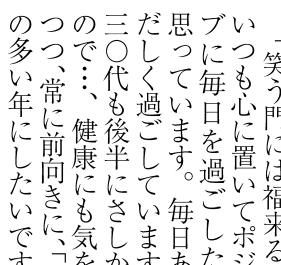 「笑う門には福来る
いつも心に置いてポジ
ブに毎日を過ごした
思っています。毎日あ
だしく過ごしています
三〇代も後半にさしか
ので…、健康にも気を
つつ、常に前向きに、「
の多い年にしたいです